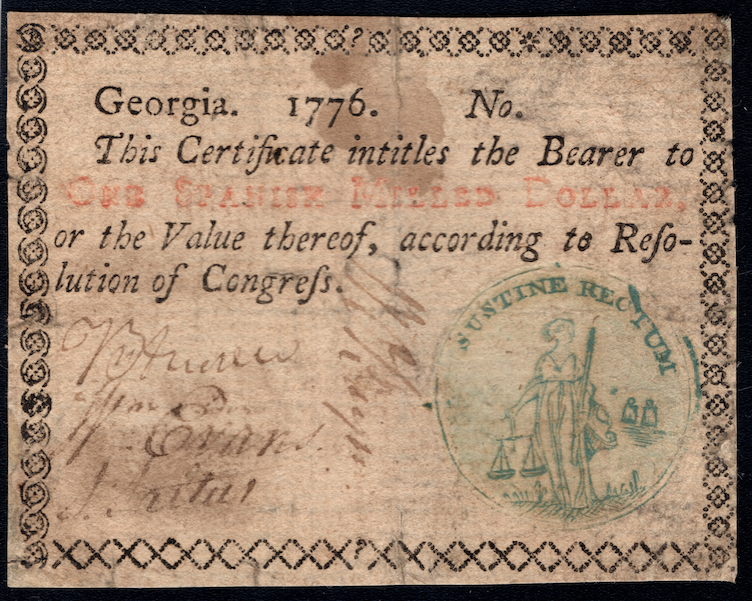 Georgia. 1776. No.
This Certificate intitles the Bearer to
One Spanish Milled Dollar,
or the Value thereof, according to Reſo-
lution of Congreſs.
SUSTINE RECTUM
Evans.